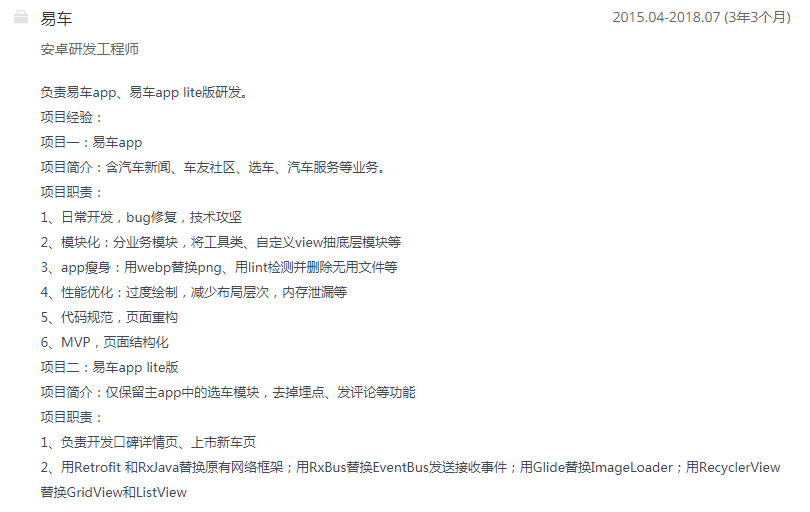 易车 2015.04-2018.07 (3年3个月)
安卓研发工程师
负责易车app、易车app lite版研发。
项目经验：
项目一：易车app
项目简介：含汽车新闻、车友社区、选车、汽车服务等业务。
项目职责：
1、日常开发，bug修复，技术攻坚
2、模块化：分业务模块，将工具类、自定义view抽底层模块等
3、app瘦身：用webp替换png、用lint检测并删除无用文件等
4、性能优化：过度绘制，减少布局层次，内存泄漏等
5、代码规范，页面重构
6、MVP，页面结构化
项目二：易车app lite版
项目简介：仅保留主app中的选车模块，去掉埋点、发评论等功能
项目职责：
1、负责开发口碑详情页、上市新车页
2、用Retrofit 和RxJava替换原有网络框架；用RxBus替换EventBus发送接收事件；用Glide替换ImageLoader；用RecyclerView
替换GridView和ListView